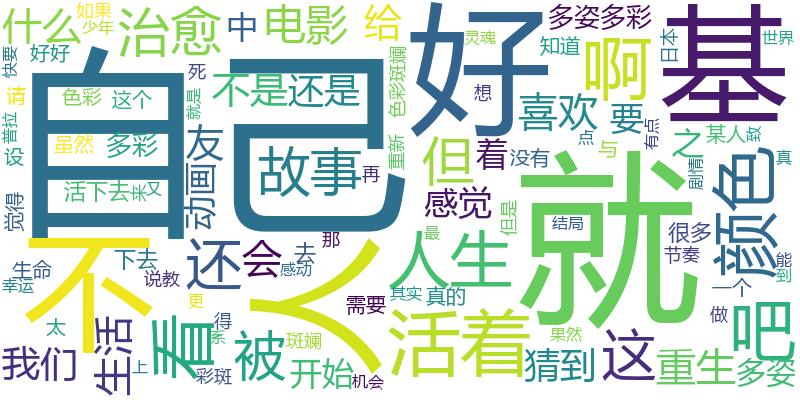 什么
如果
少年
治愈
中
电影
给
好
多姿多彩
灵魂
知道
日本
世界
基
快要
好好
请
色彩
这个
死
就是
不是
还是
色彩斑斓
想
啊
喜欢
要
点
与
有点
之
某人
致
普拉
虽然
多彩
自己
友
故事
再
重新
但
着
没有
剧情
真
觉得
活下去
来
又
动画
感觉
但是
就
颜色
很多
节奏
能
到
不
人
还
会
去
那
感动
最
人生
结局
下去
生命
幸运
说教
太
更
需要
其实
真的
一个
做
吧
我们
生活
上
看
得
系
彩斑
被
斑斓
开始
机会
活着
果然
猜到
这
重生
多姿